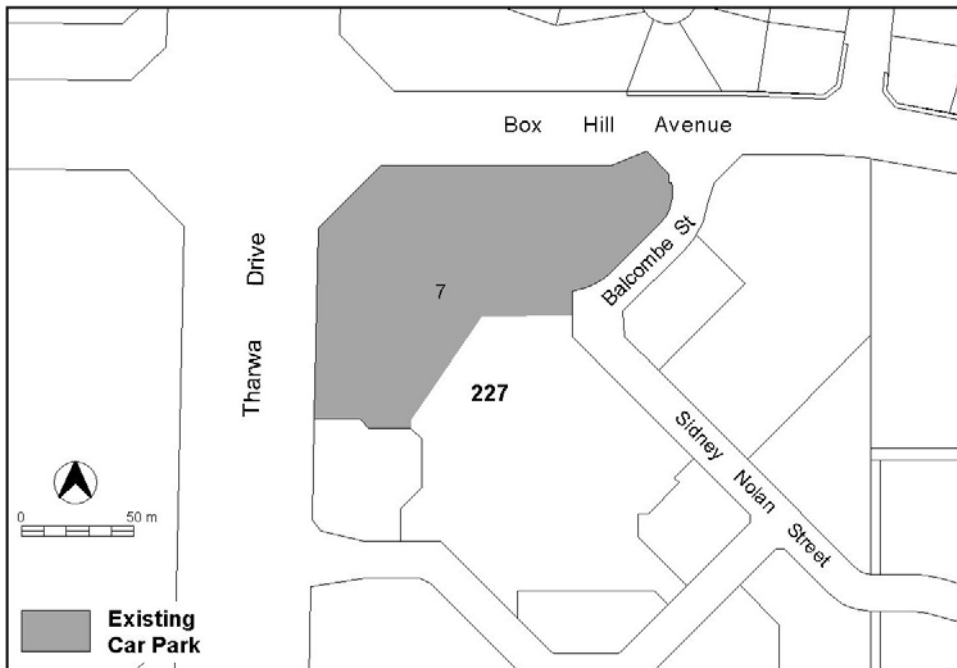 Box Hill Avenue
Tharwa Drive
Balcombe St
7
227
Sidney Nolan Street
0 50 m
Existing
Car Park